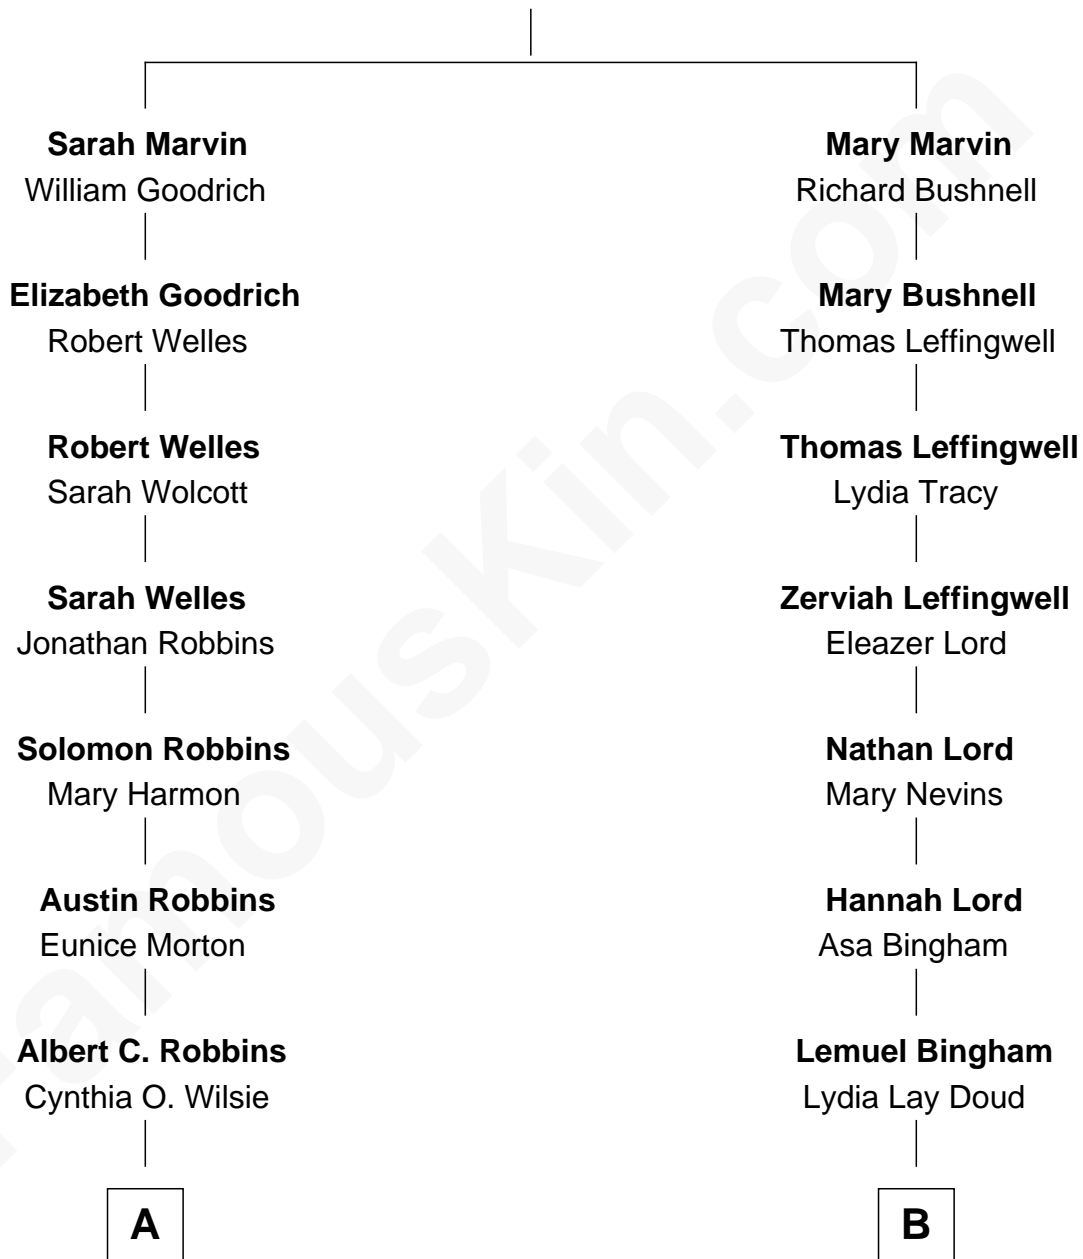 Sarah Marvin
William Goodrich
Elizabeth Goodrich
Robert Welles
Robert Welles
Sarah Wolcott
Sarah Welles
Jonathan Robbins
Solomon Robbins
Mary Harmon
Austin Robbins
Eunice Morton
Albert C. Robbins
Cynthia O. Wilsie
A
Mary Marvin
Richard Bushnell
Mary Bushnell
Thomas Leffingwell
Thomas Leffingwell
Lydia Tracy
Zerviah Leffingwell
Eleazer Lord
Nathan Lord
Mary Nevins
Hannah Lord
Asa Bingham
Lemuel Bingham
Lydia Lay Doud
B
FamousKin.com